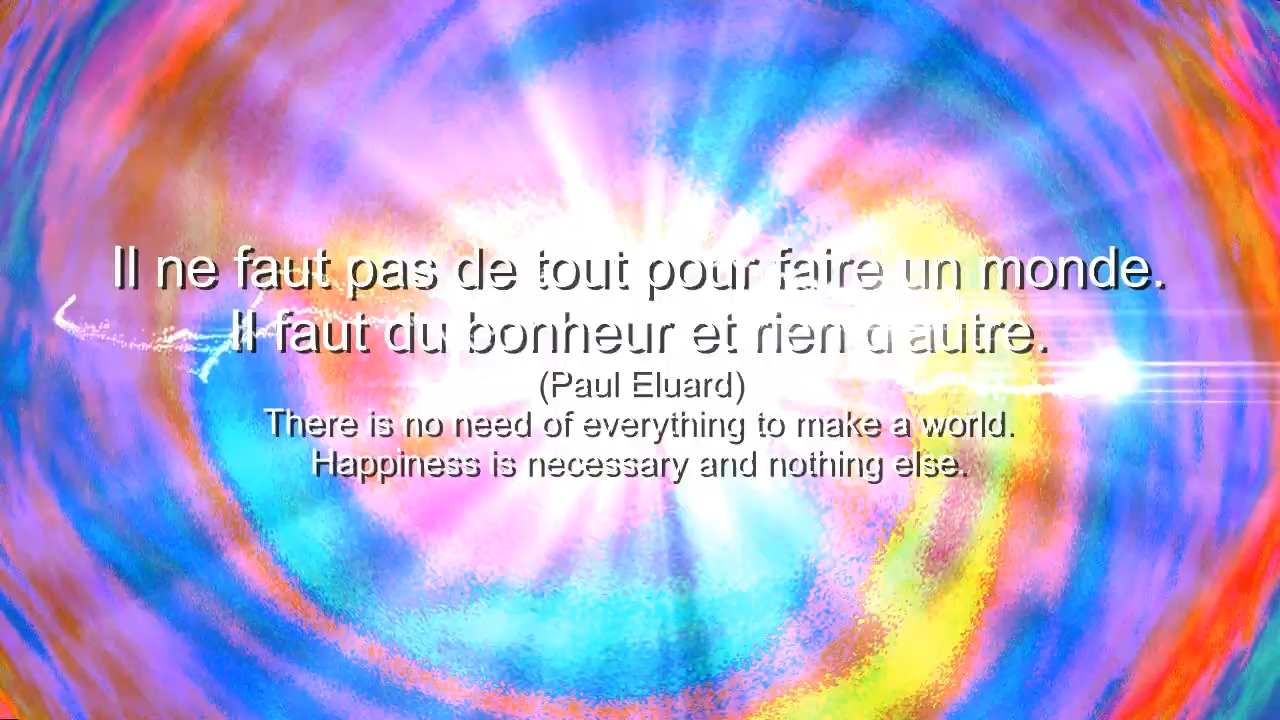 Il ne faut pas de tout pour faire un monde.
Il faut du bonheur et rien d'autre.
(Paul Eluard)
There is no need of everything to make a world.
Happiness is necessary and nothing else.